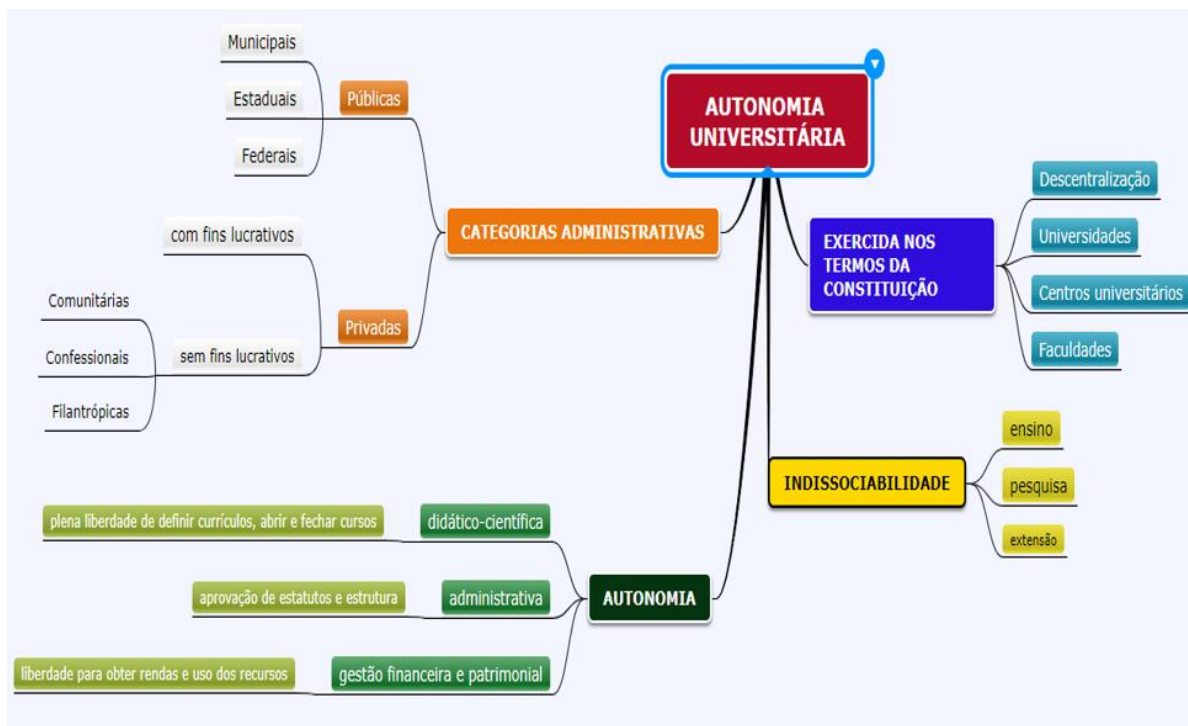 AUTONOMIA
UNIVERSITÁRIA
CATEGORIAS ADMINISTRATIVAS
Públicas
Municipais
Estaduais
Federais
Privadas
com fins lucrativos
sem fins lucrativos
Comunitárias
Confessionais
Filantrópicas
EXERCIDA NOS
TERMOS DA
CONSTITUIÇÃO
Descentralização
Universidades
Centros universitários
Faculdades
INDISSOCIABILIDADE
ensino
pesquisa
extensão
AUTONOMIA
didático-científica
plena liberdade de definir currículos, abrir e fechar cursos
administrativa
aprovação de estatutos e estrutura
gestão financeira e patrimonial
liberdade para obter rendas e uso dos recursos